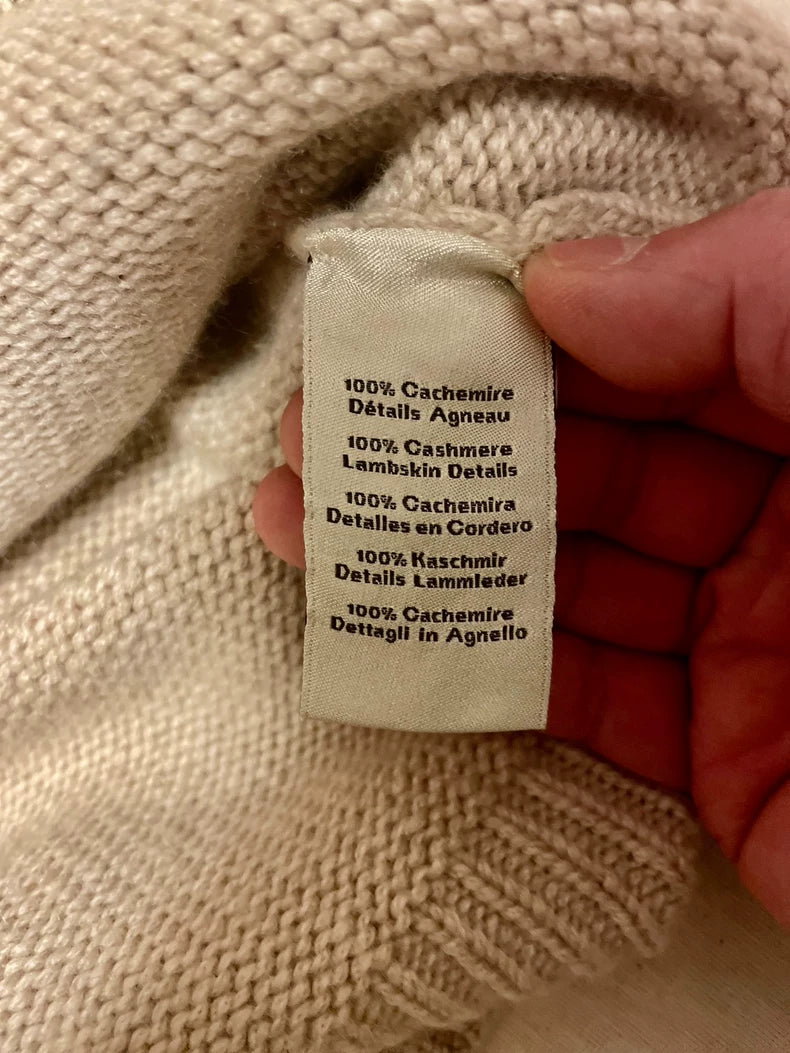 100% Cachemire
Détails Agneau
100% Cashmere
Lambskin Details
100% Cachemira
Detalles en Cordero
100% Kaschmir
Details Lammleder
100% Cachemire
Dettagli in Agnello